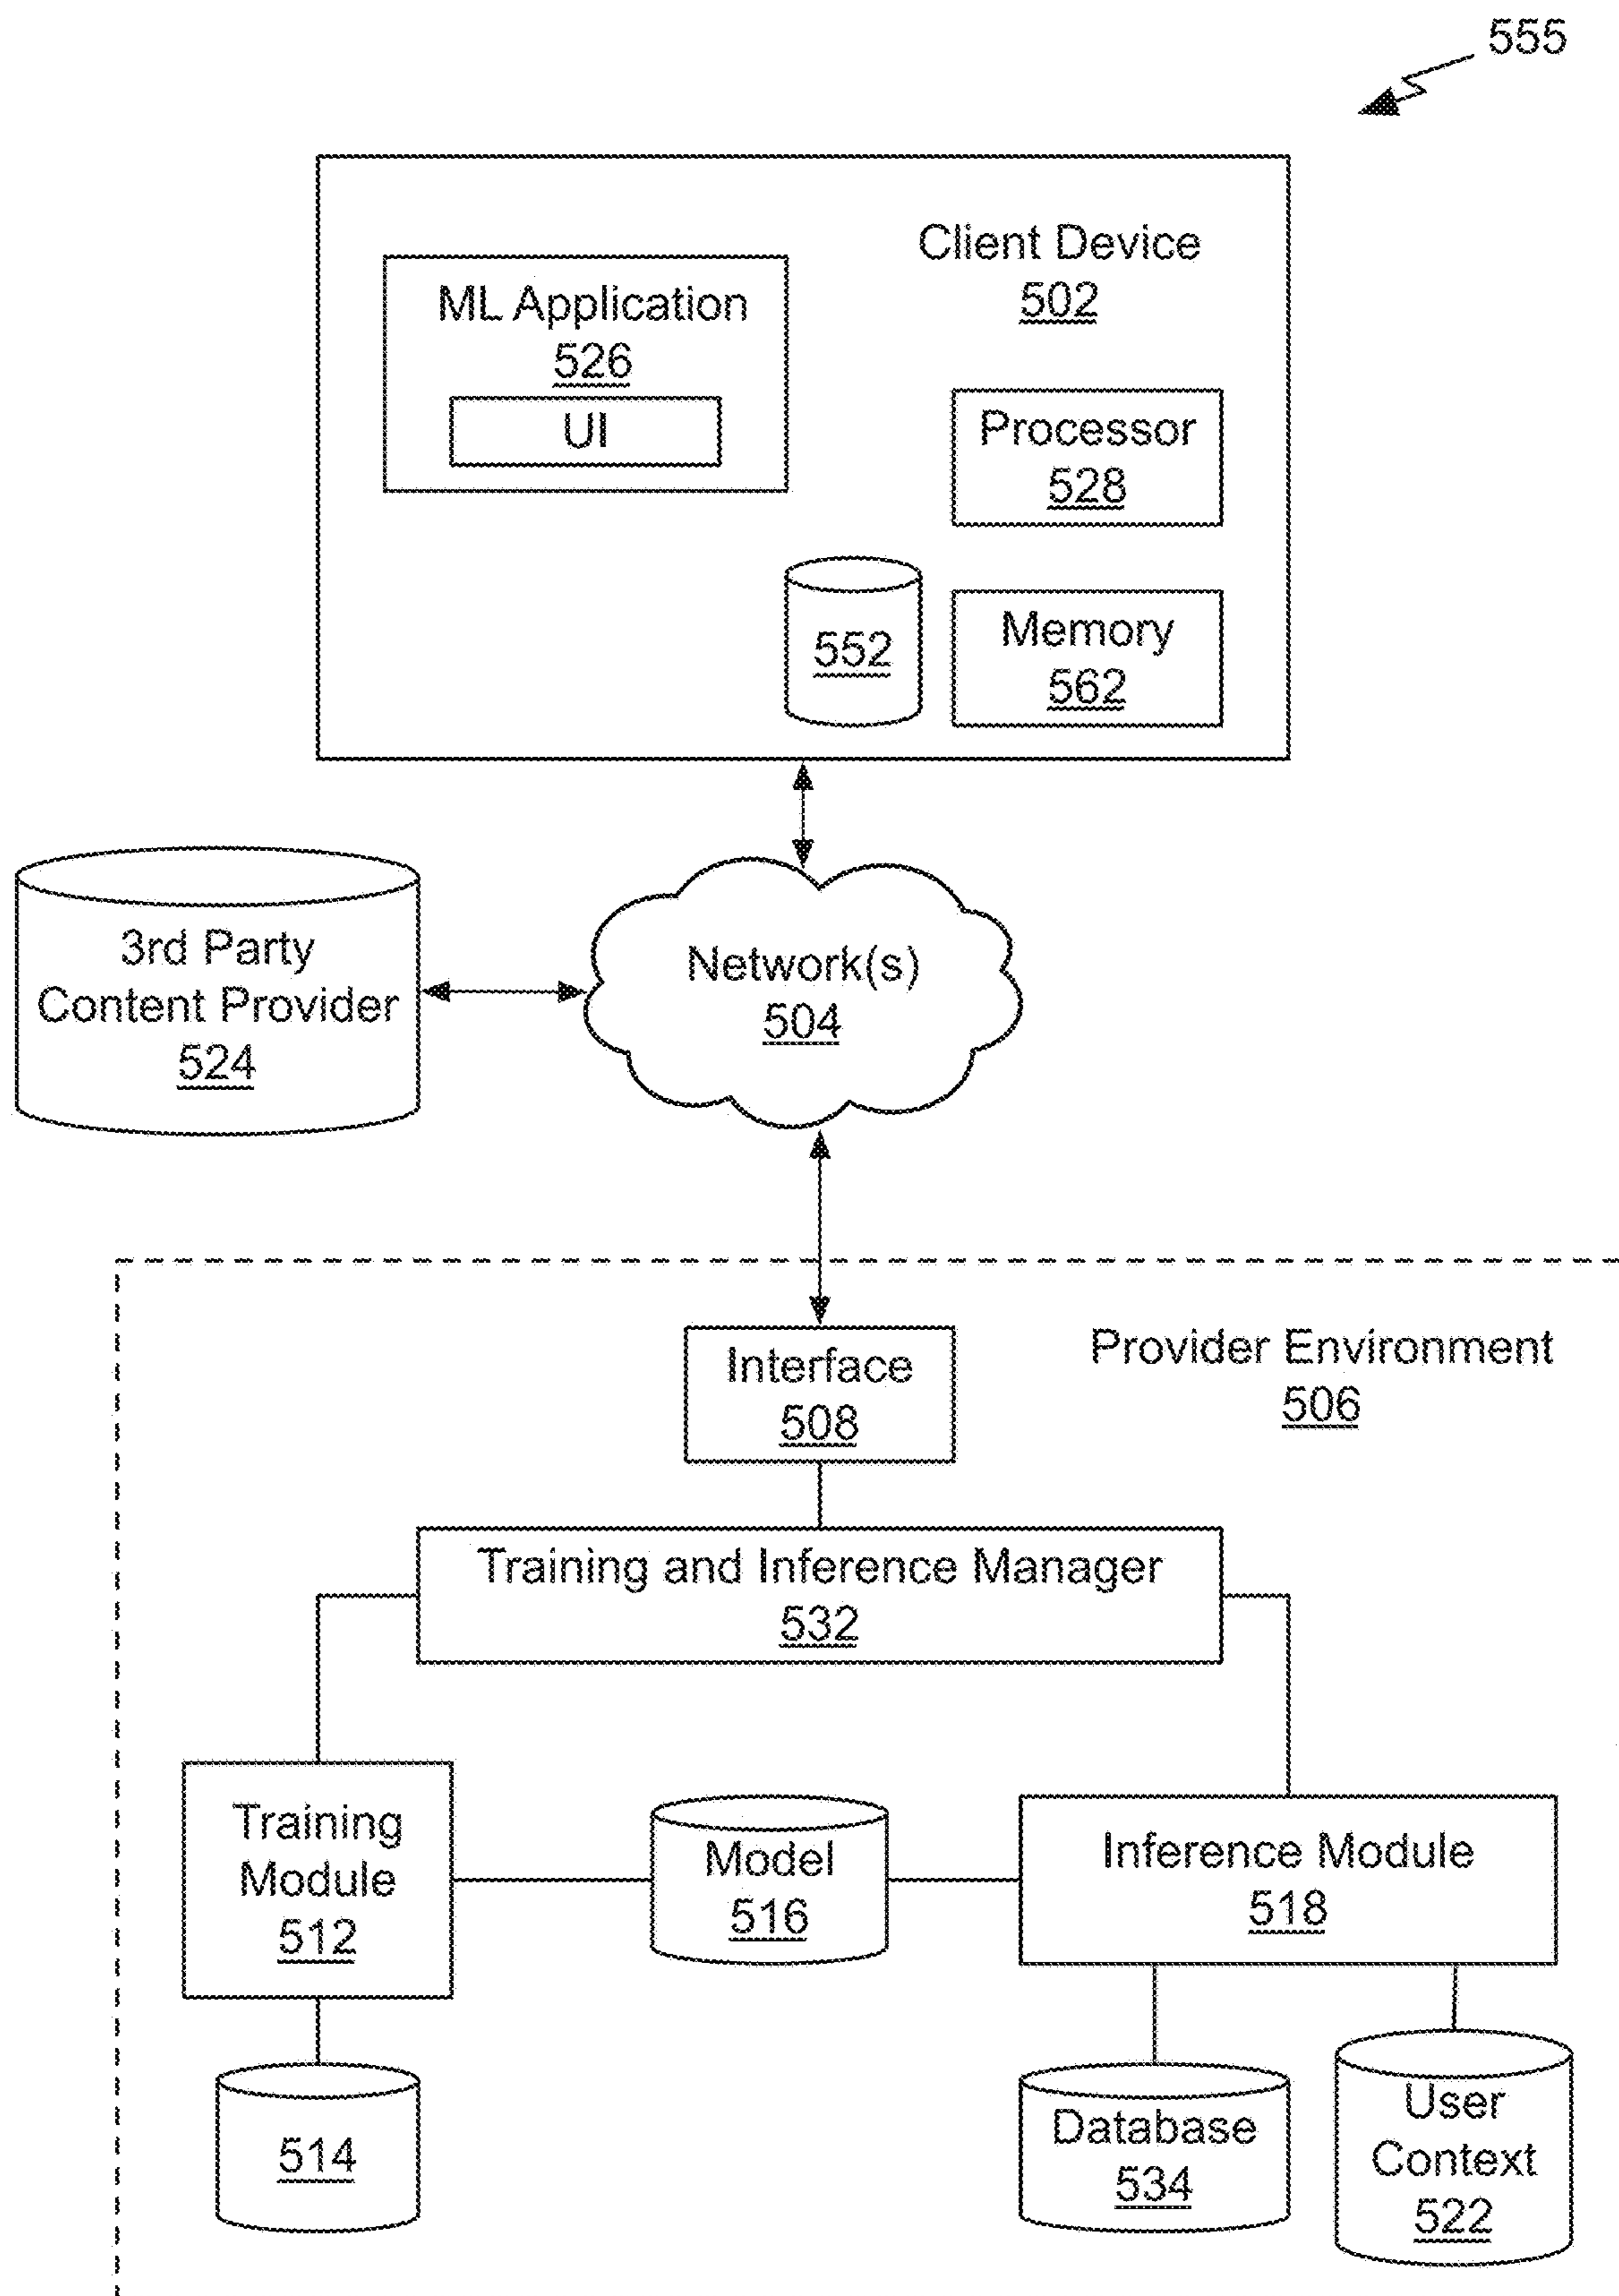 555
Client Device
502
ML Application
526
UI
Processor
528
552
Memory
562
3rd Party
Content Provider
524
Network(s)
504
Interface
508
Provider Environment
506
Training and Inference Manager
532
Training
Module
512
Model
516
Inference Module
518
514
Database
534
User
Context
522